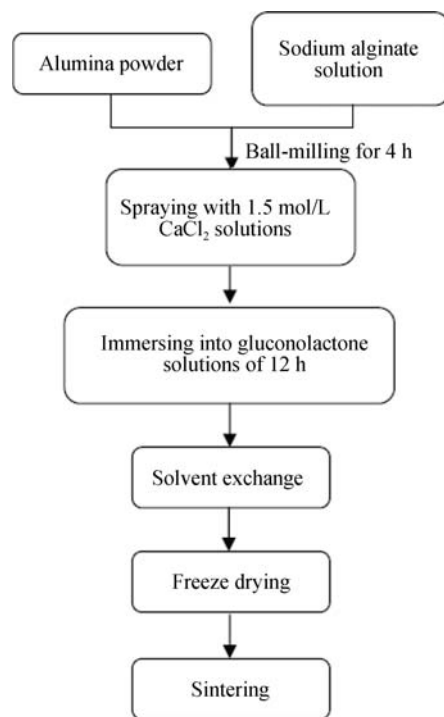 Alumina powder
Sodium alginate
solution
Ball-milling for 4 h
Spraying with 1.5 mol/L
CaCl₂ solutions
Immersing into gluconolactone
solutions of 12 h
Solvent exchange
Freeze drying
Sintering